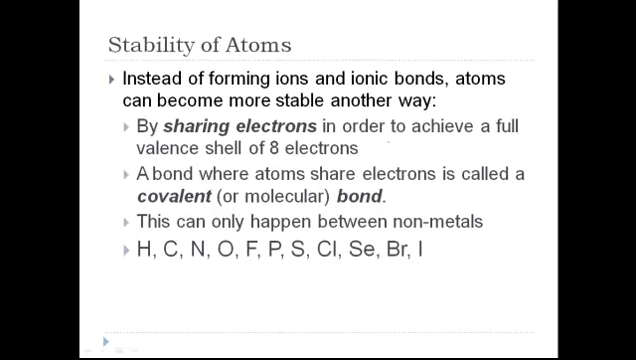 Stability of Atoms
Instead of forming ions and ionic bonds, atoms
can become more stable another way:
By sharing electrons in order to achieve a full
valence shell of 8 electrons
A bond where atoms share electrons is called a
covalent (or molecular) bond.
This can only happen between non-metals
H, C, N, O, F, P, S, Cl, Se, Br, I